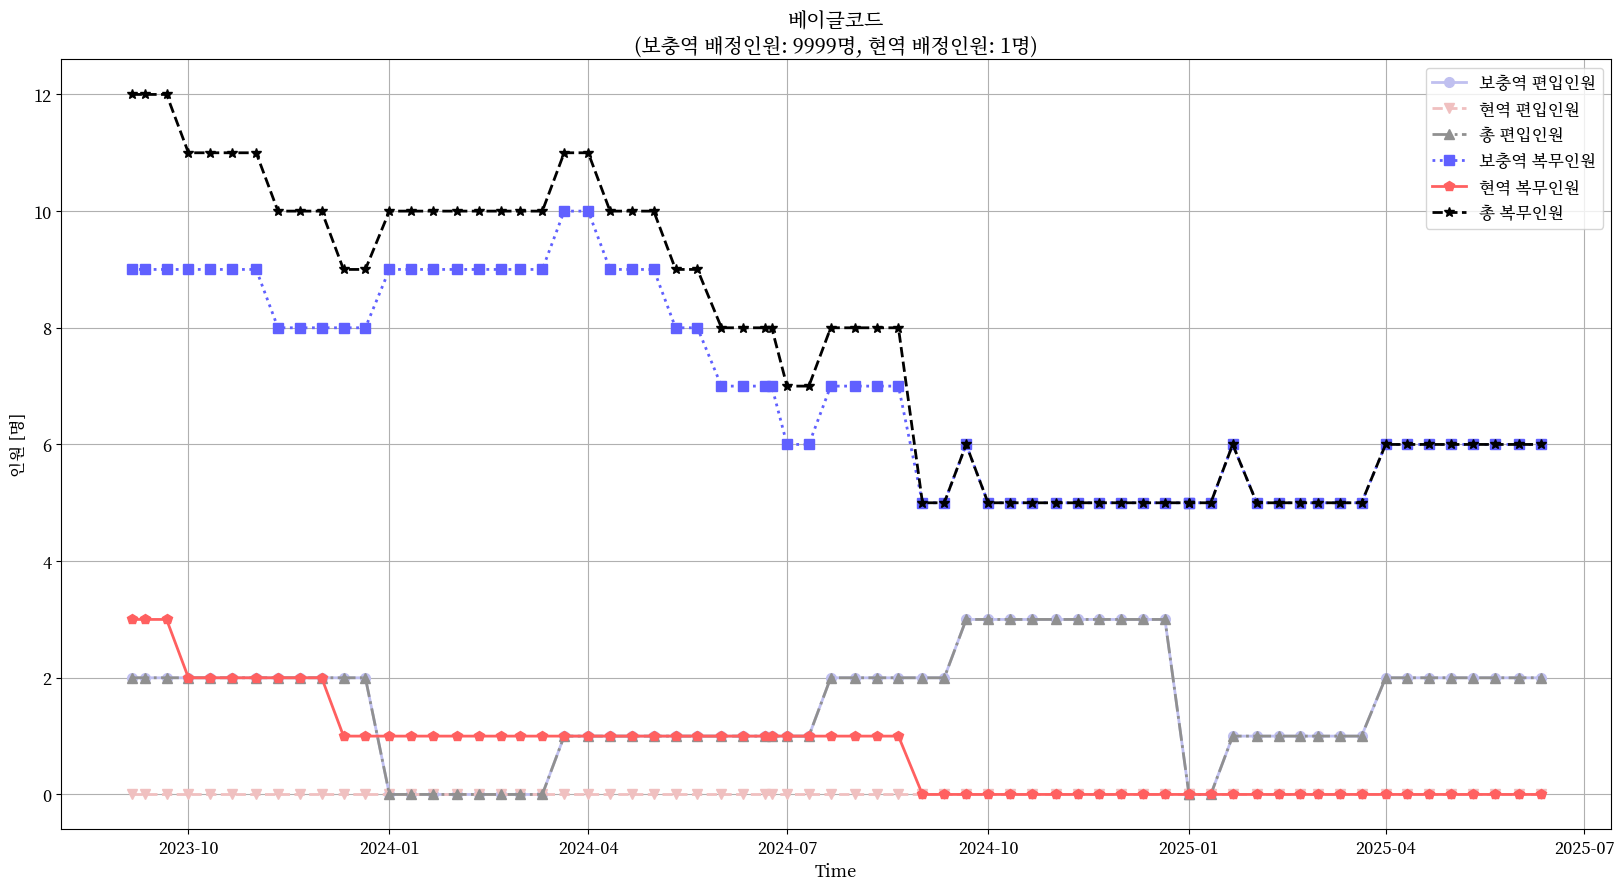 베이글코드
(보충역 배정인원: 9999명, 현역 배정인원: 1명)
보충역 편입인원
현역 편입인원
총 편입인원
보충역 복무인원
현역 복무인원
총 복무인원
인원 [명]
12
10
8
6
4
2
0
2023-10
2024-01
2024-04
2024-07
2024-10
2025-01
2025-04
2025-07
Time